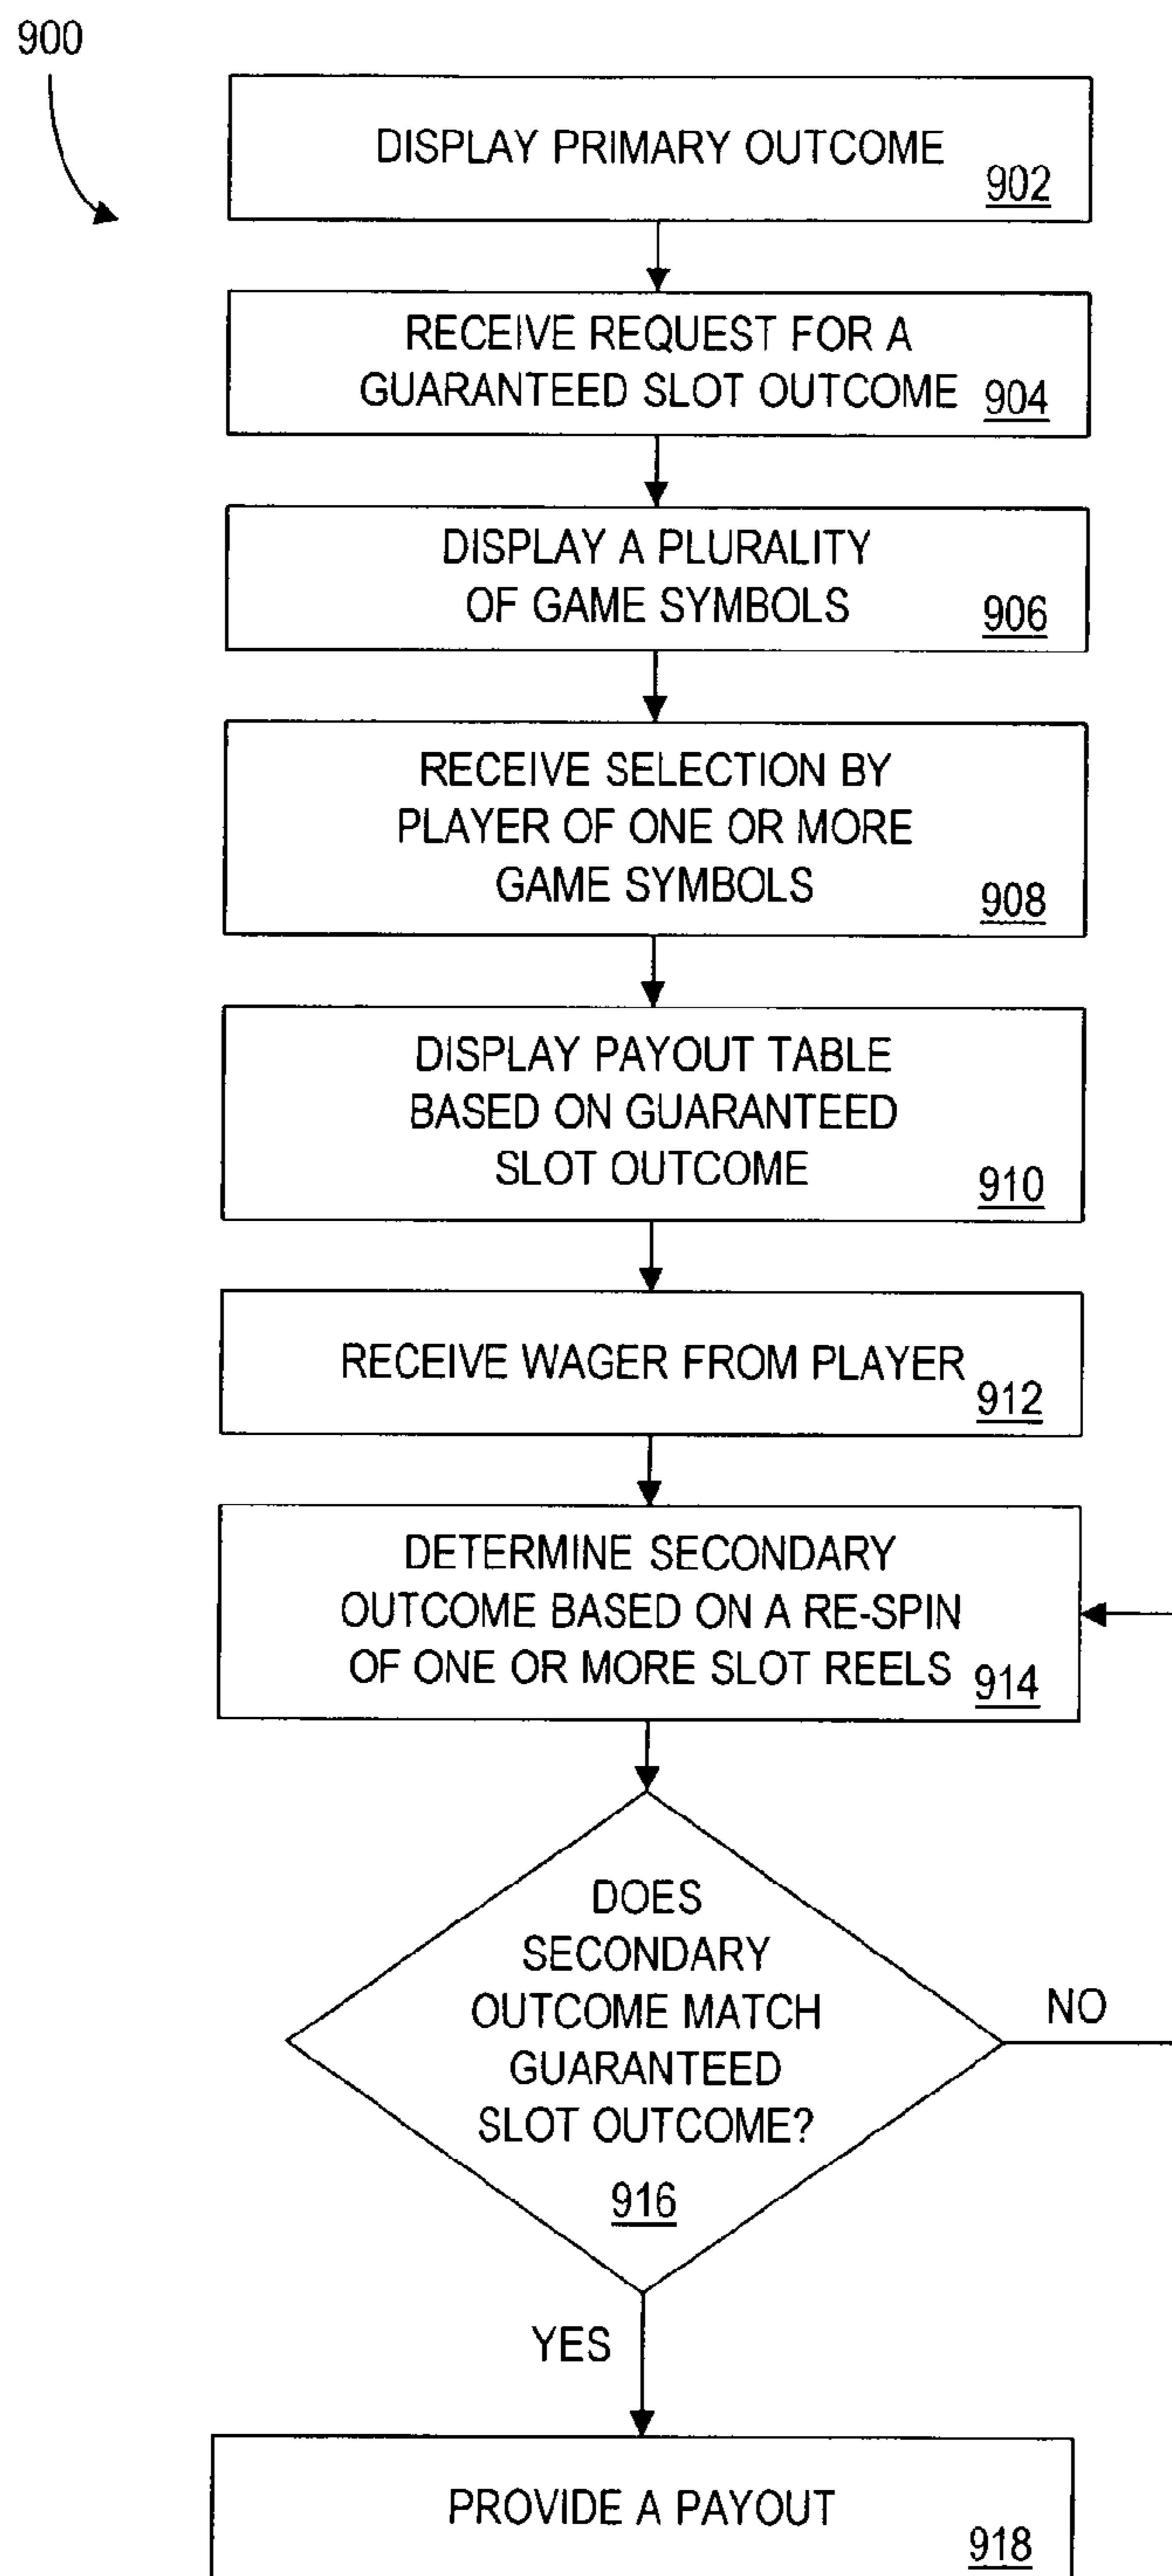 900
DISPLAY PRIMARY OUTCOME
902
RECEIVE REQUEST FOR A
GUARANTEED SLOT OUTCOME
904
DISPLAY A PLURALITY
OF GAME SYMBOLS
906
RECEIVE SELECTION BY
PLAYER OF ONE OR MORE
GAME SYMBOLS
908
DISPLAY PAYOUT TABLE
BASED ON GUARANTEED
SLOT OUTCOME
910
RECEIVE WAGER FROM PLAYER
912
DETERMINE SECONDARY
OUTCOME BASED ON A RE-SPIN
OF ONE OR MORE SLOT REELS
914
DOES
SECONDARY
OUTCOME MATCH
GUARANTEED
SLOT OUTCOME?
916
NO
YES
PROVIDE A PAYOUT
918